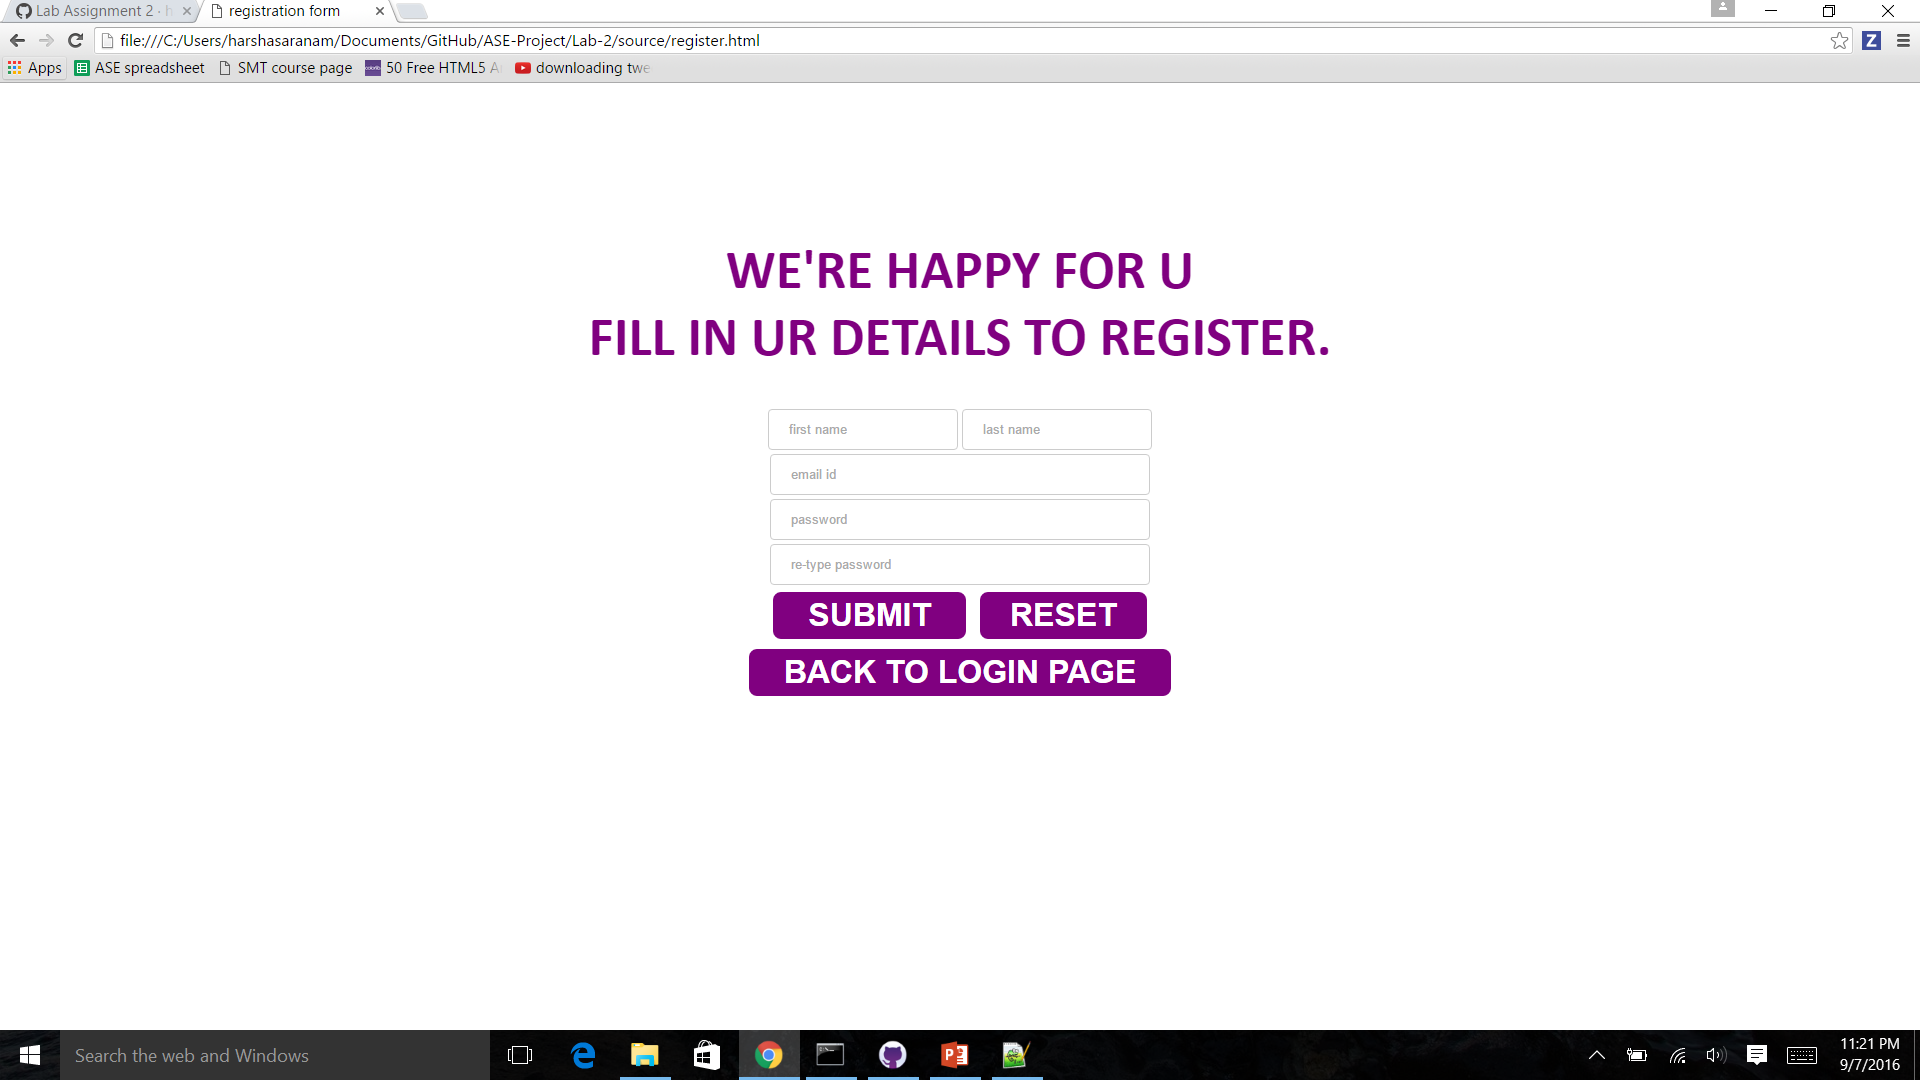 Lab Assignment 2 · h
registration form
file:///C:/Users/harshasaranam/Documents/GitHub/ASE-Project/Lab-2/source/register.html
Z
Apps
ASE spreadsheet
SMT course page
50 Free HTML5 A
downloading twe
WE'RE HAPPY FOR U
FILL IN UR DETAILS TO REGISTER.
first name
last name
email id
password
re-type password
SUBMIT
RESET
BACK TO LOGIN PAGE
Search the web and Windows
11:21 PM
9/7/2016